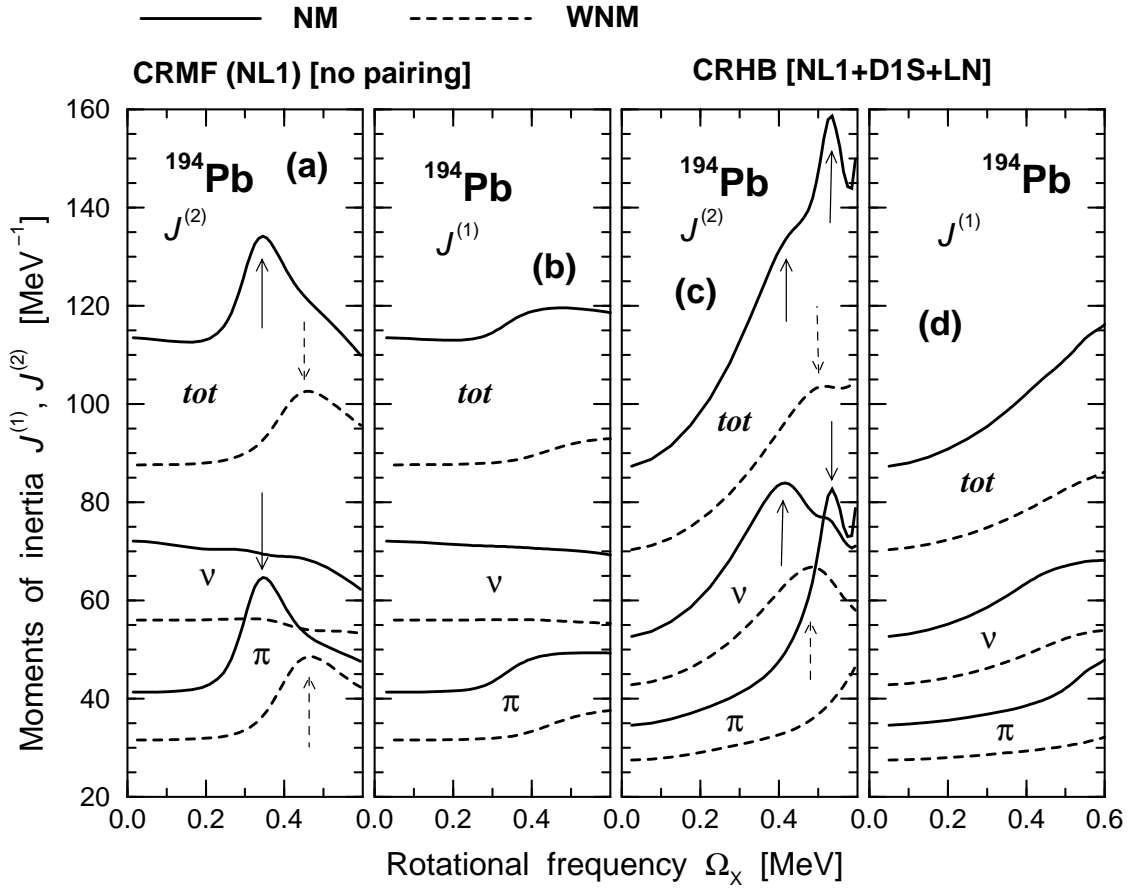 NM WNM
CRMF (NL1) [no pairing] CRHB [NL1+D1S+LN]
Moments of inertia J(1), J(2) [MeV−1]
160
140
120
100
80
60
40
20
194Pb (a)
J(2)
tot
ν
π
0.0 0.2 0.4
194Pb
J(1)
(b)
tot
ν
π
0.0 0.2 0.4
194Pb
J(2)
(c)
tot
ν
π
0.0 0.2 0.4
194Pb
J(1)
(d)
tot
ν
π
0.0 0.2 0.4 0.6
Rotational frequency Ωx [MeV]